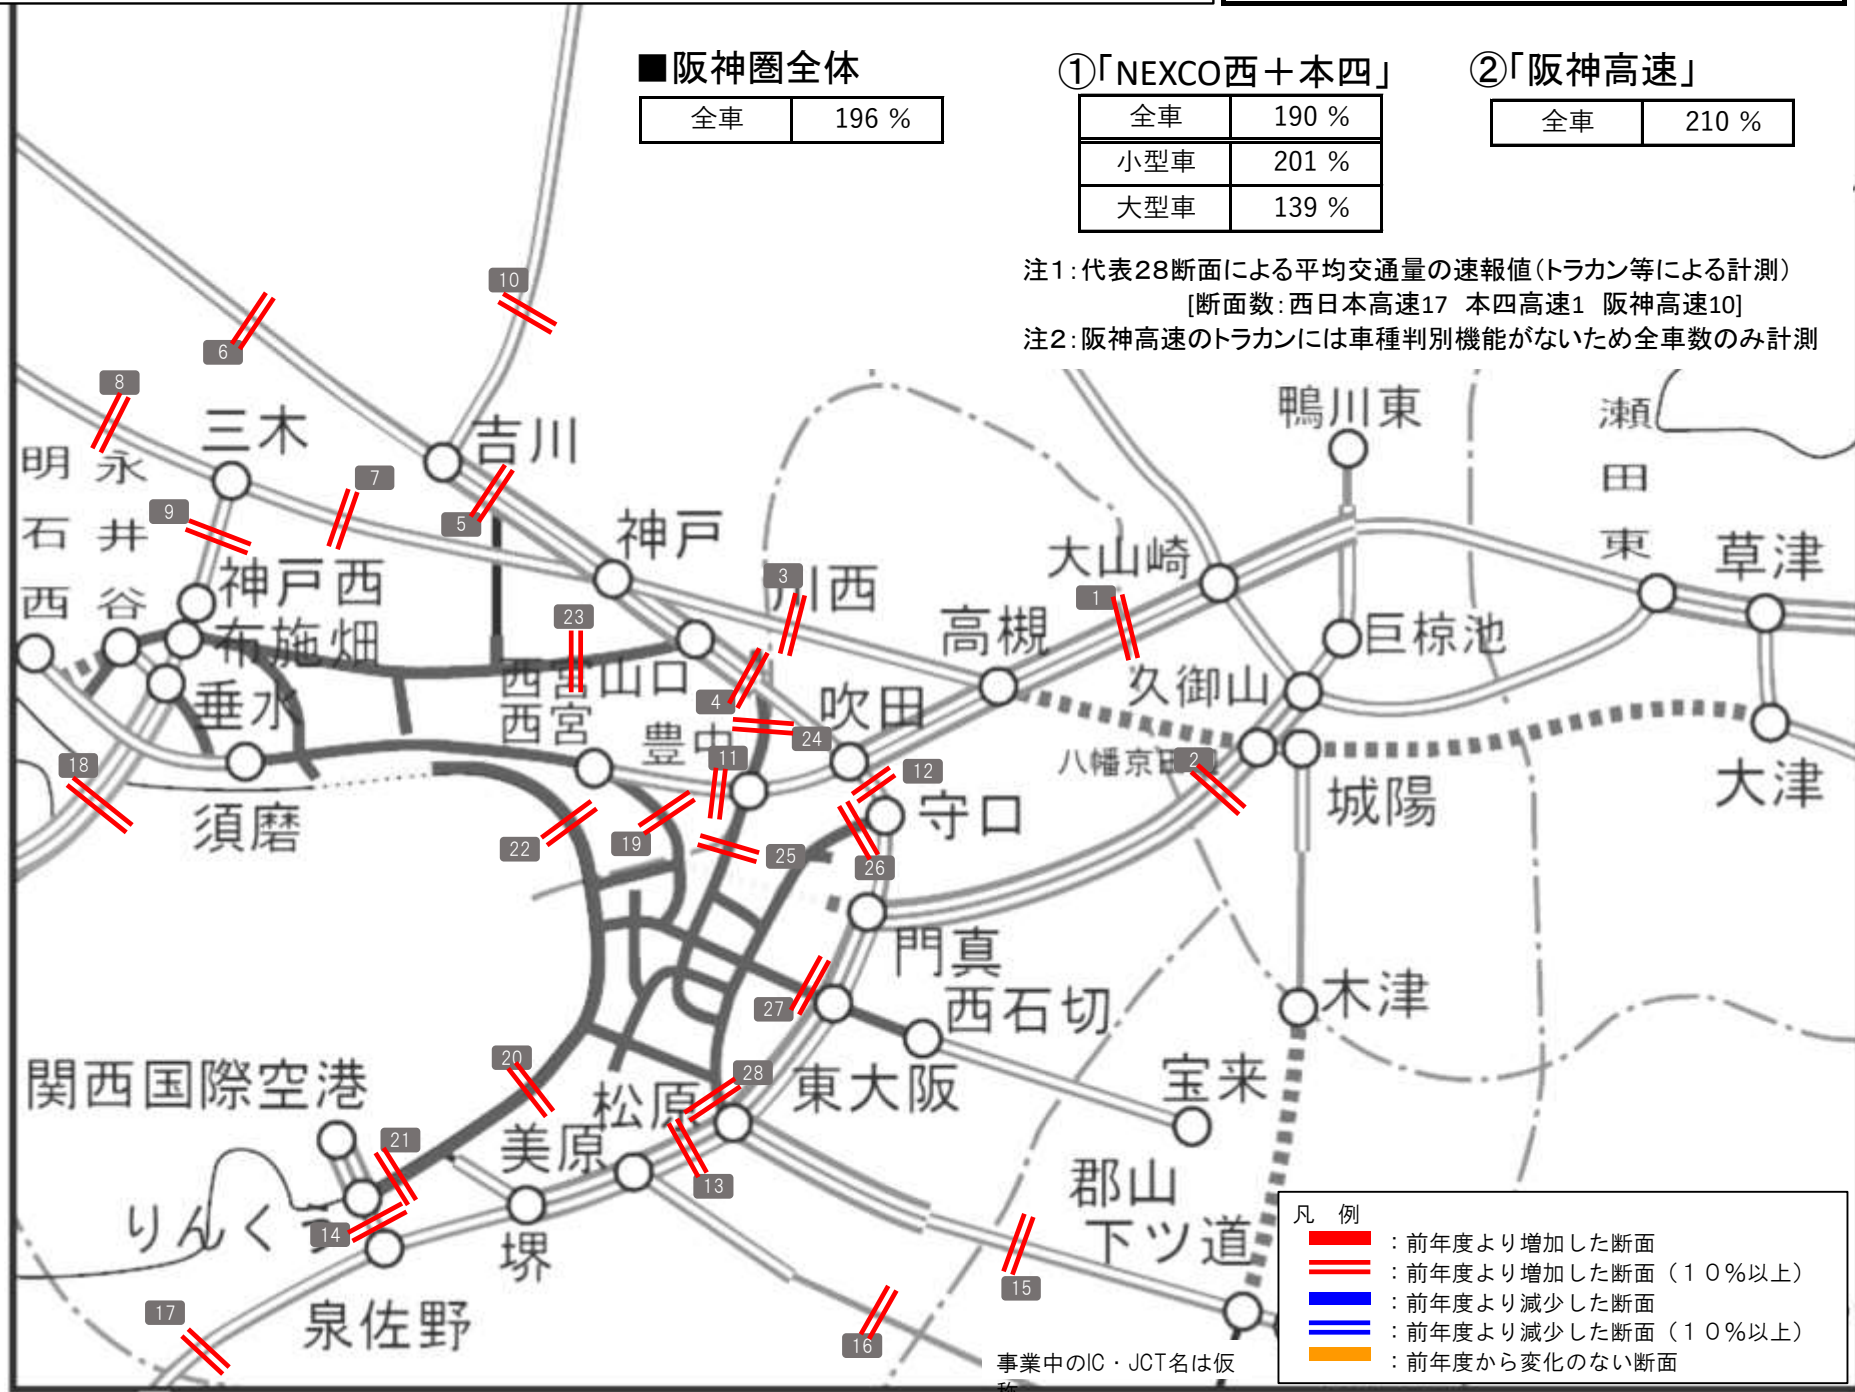 ■阪神圏全体
全車 196 %
①「NEXCO西＋本四」
全車 190 %
小型車 201 %
大型車 139 %
②「阪神高速」
全車 210 %
注1：代表28断面による平均交通量の速報値（トラカン等による計測）
[断面数：西日本高速17 本四高速1 阪神高速10]
注2：阪神高速のトラカンには車種判別機能がないため全車数のみ計測
10
6
8
三木
吉川
鴨川東
瀬田東
明石西
永井谷
7
9
5
神戸
大山崎
草津
神戸西
3
川西
1
高槻
23
布施畑
巨椋池
西宮山口
久御山
垂水
4
吹田
西宮
豊中
24
18
11
12
八幡京田
2
城陽
大津
須磨
守口
22
19
25
26
門真
27
西石切
木津
関西国際空港
20
28
松原
東大阪
宝来
21
美原
13
郡山下ツ道
りんくう
14
堺
15
17
泉佐野
16
事業中のIC・JCT名は仮
称
凡 例
：前年度より増加した断面
：前年度より増加した断面（１０％以上）
：前年度より減少した断面
：前年度より減少した断面（１０％以上）
：前年度から変化のない断面